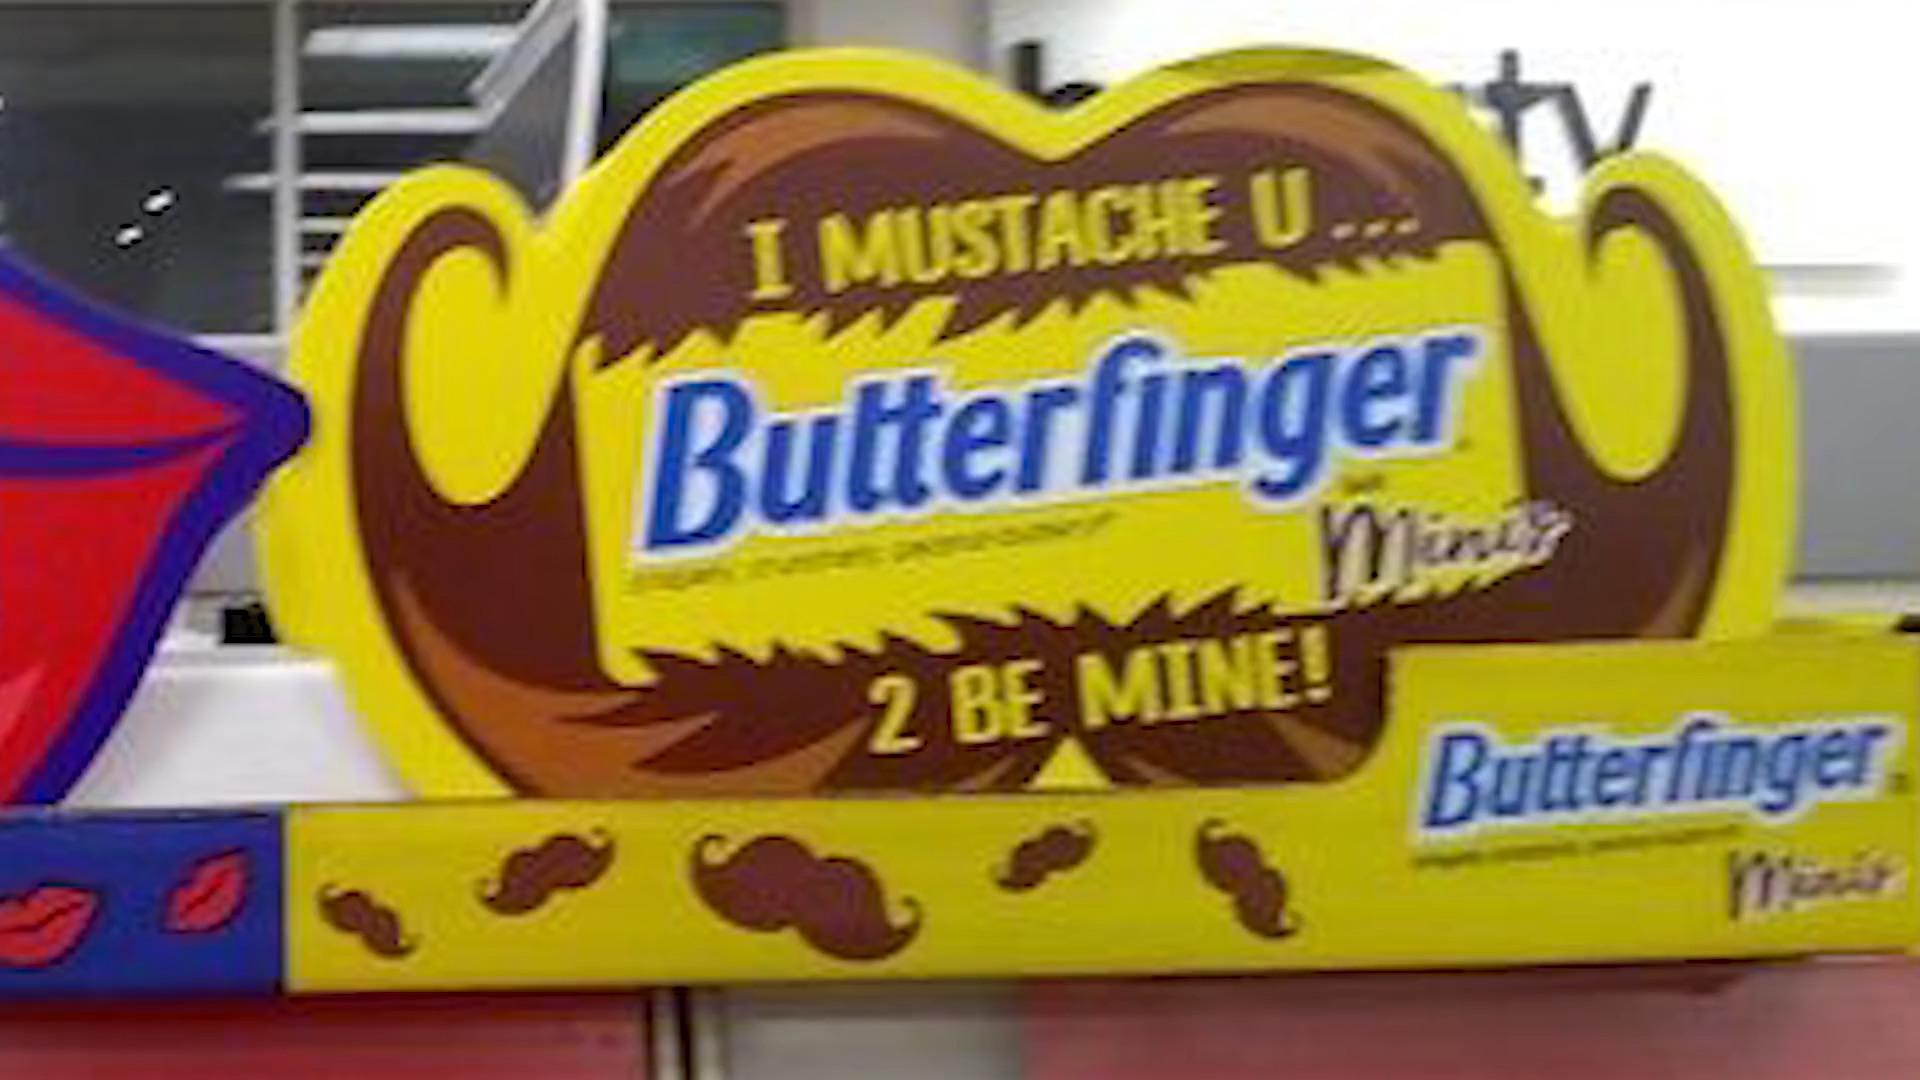 I MUSTACHE U...
Butterfinger
Minis
2 BE MINE!
Butterfinger
Minis